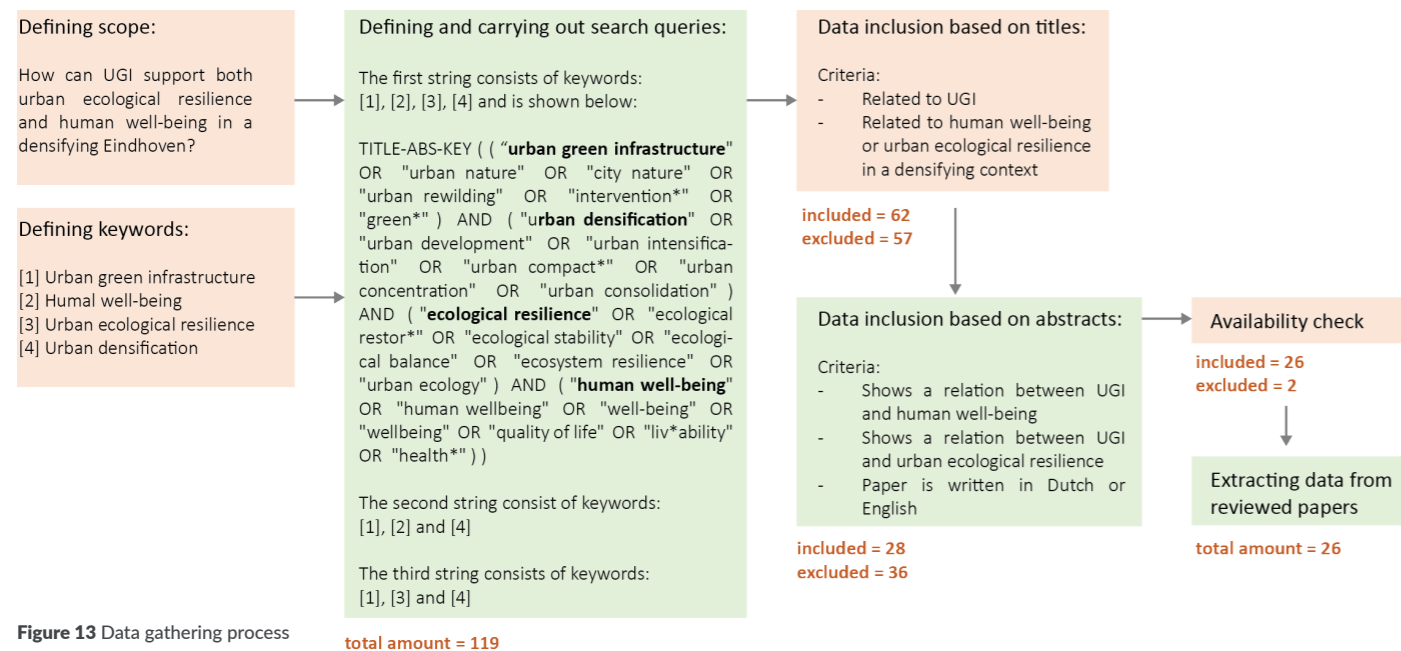 Defining scope:
How can UGI support both
urban ecological resilience
and human well-being in a
densifying Eindhoven?
Defining keywords:
[1] Urban green infrastructure
[2] Humal well-being
[3] Urban ecological resilience
[4] Urban densification
Defining and carrying out search queries:
The first string consists of keywords:
[1], [2], [3], [4] and is shown below:
TITLE-ABS-KEY ( ( “urban green infrastructure"
OR "urban nature" OR "city nature" OR
"urban rewilding" OR "intervention*" OR
"green*" ) AND ( "urban densification" OR
"urban development" OR "urban intensifica-
tion" OR "urban compact*" OR "urban
concentration" OR "urban consolidation" )
AND ( "ecological resilience" OR "ecological
restor*" OR "ecological stability" OR "ecologi-
cal balance" OR "ecosystem resilience" OR
"urban ecology" ) AND ( "human well-being"
OR "human wellbeing" OR "well-being" OR
"wellbeing" OR "quality of life" OR "liv*ability"
OR "health*" ) )
The second string consist of keywords:
[1], [2] and [4]
The third string consists of keywords:
[1], [3] and [4]
total amount = 119
Data inclusion based on titles:
Criteria:
- Related to UGI
- Related to human well-being
or urban ecological resilience
in a densifying context
included = 62
excluded = 57
Data inclusion based on abstracts:
Criteria:
- Shows a relation between UGI
and human well-being
- Shows a relation between UGI
and urban ecological resilience
- Paper is written in Dutch or
English
included = 28
excluded = 36
Availability check
included = 26
excluded = 2
Extracting data from
reviewed papers
total amount = 26
Figure 13 Data gathering process